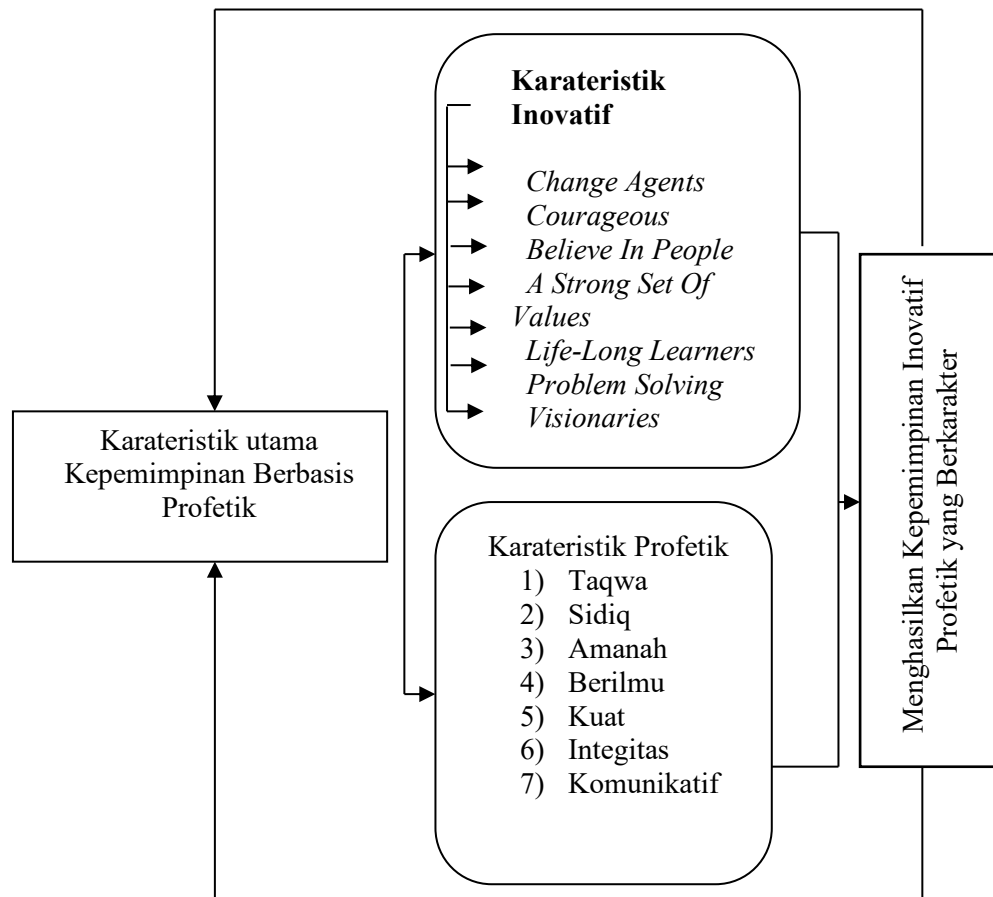 Karateristik
Inovatif
Change Agents
Courageous
Believe In People
A Strong Set Of
Values
Life-Long Learners
Problem Solving
Visionaries
Karateristik utama
Kepemimpinan Berbasis
Profetik
Karateristik Profetik
1) Taqwa
2) Sidiq
3) Amanah
4) Berilmu
5) Kuat
6) Integitas
7) Komunikatif
Menghasilkan Kepemimpinan Inovatif
Profetik yang Berkarakter